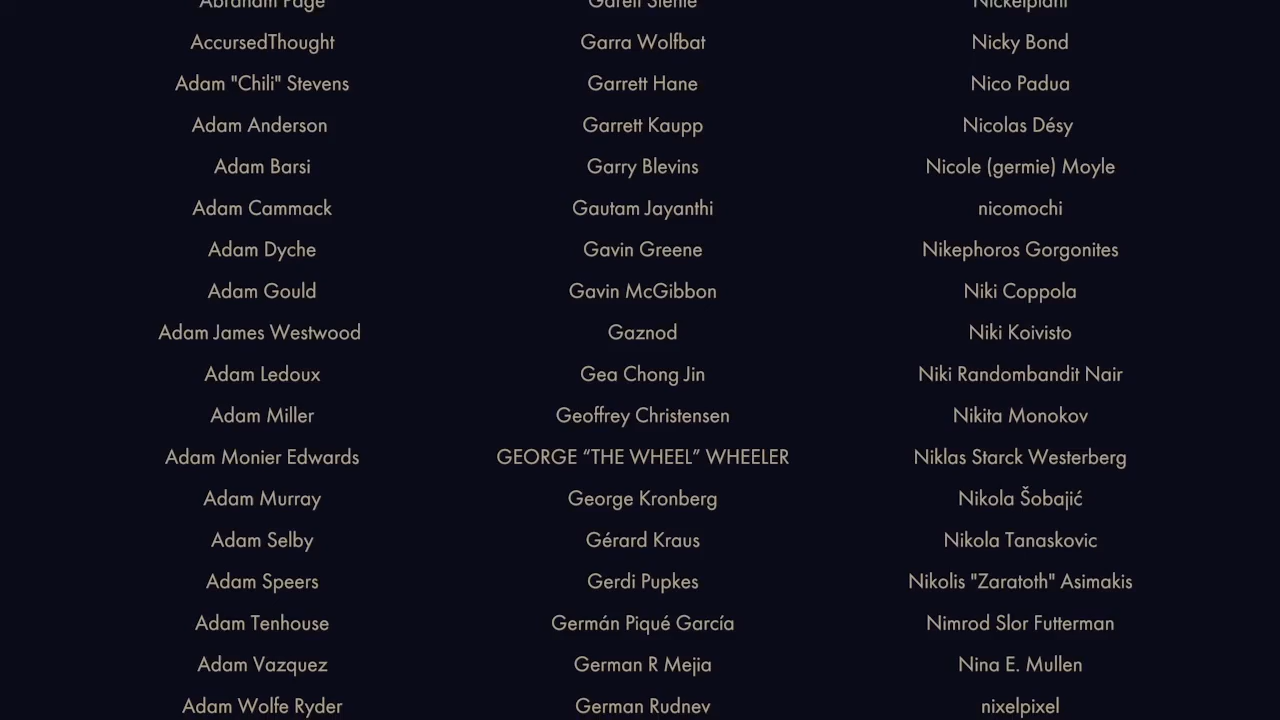 Abraham Page
AccursedThought
Adam "Chili" Stevens
Adam Anderson
Adam Barsi
Adam Cammack
Adam Dyche
Adam Gould
Adam James Westwood
Adam Ledoux
Adam Miller
Adam Monier Edwards
Adam Murray
Adam Selby
Adam Speers
Adam Tenhouse
Adam Vazquez
Adam Wolfe Ryder
Garra Wolfbat
Garrett Hane
Garrett Kaupp
Garry Blevins
Gautam Jayanthi
Gavin Greene
Gavin McGibbon
Gaznod
Gea Chong Jin
Geoffrey Christensen
GEORGE “THE WHEEL” WHEELER
George Kronberg
Gérard Kraus
Gerdi Pupkes
Germán Piqué García
German R Mejia
German Rudnev
Nicky Bond
Nico Padua
Nicolas Désy
Nicole (germie) Moyle
nicomochi
Nikephoros Gorgonites
Niki Coppola
Niki Koivisto
Niki Randombandit Nair
Nikita Monokov
Niklas Starck Westerberg
Nikola Šobajić
Nikola Tanaskovic
Nikolis "Zaratoth" Asimakis
Nimrod Slor Futterman
Nina E. Mullen
nixelpixel